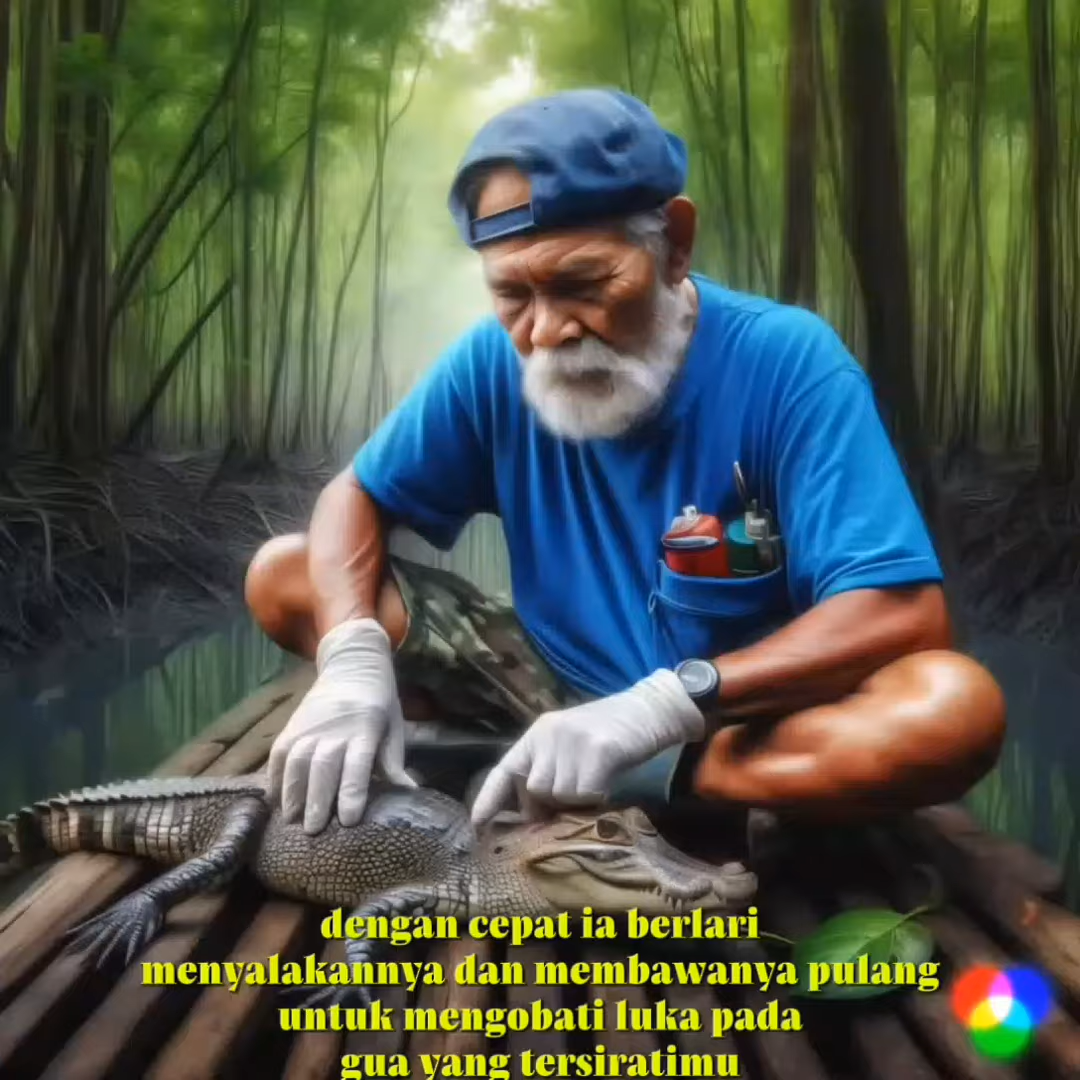 dengan cepat ia berlari
menyalakannya dan membawanya pulang
untuk mengobati luka pada
gua yang tersiratimu